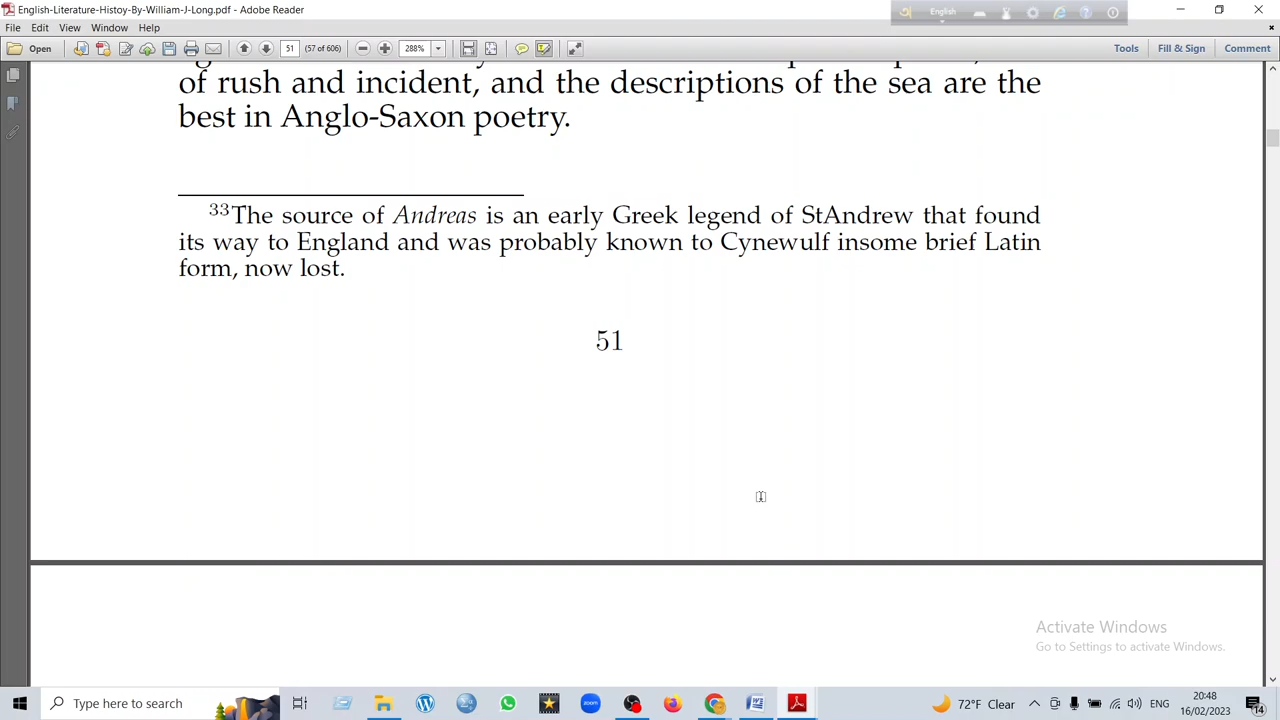 English-Literature-Histoy-By-William-J-Long.pdf - Adobe Reader
English
File Edit View Window Help
Open 51 (57 of 606) 288% Tools Fill & Sign Comment
of rush and incident, and the descriptions of the sea are the
best in Anglo-Saxon poetry.
33The source of Andreas is an early Greek legend of StAndrew that found
its way to England and was probably known to Cynewulf insome brief Latin
form, now lost.
51
Activate Windows
Go to Settings to activate Windows.
Type here to search
zoom
72°F Clear
ENG
20:48
16/02/2023
14